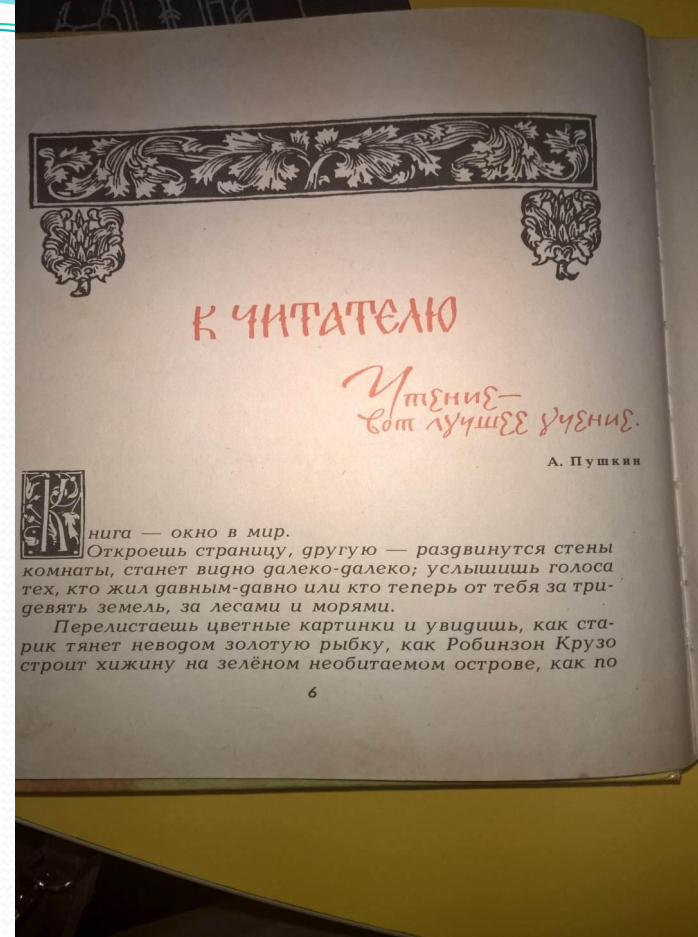 К ЧИТАТЕЛЮ
Чтение—
вот лучшее учение.
А. Пушкин
Книга — окно в мир.
Откроешь страницу, другую — раздвинутся стены
комнаты, станет видно далеко-далеко; услышишь голоса
тех, кто жил давным-давно или кто теперь от тебя за три-
девять земель, за лесами и морями.
Перелистаешь цветные картинки и увидишь, как ста-
рик тянет неводом золотую рыбку, как Робинзон Крузо
строит хижину на зелёном необитаемом острове, как по
6